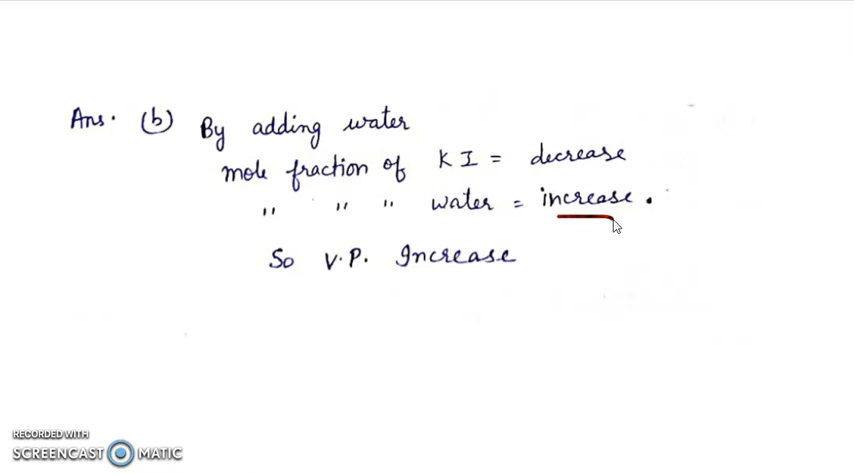 Ans. (b) By adding water
mole fraction of KI = decrease
" " " water = increase.
So V.P. Increase
RECORDED WITH
SCREENCAST MATIC